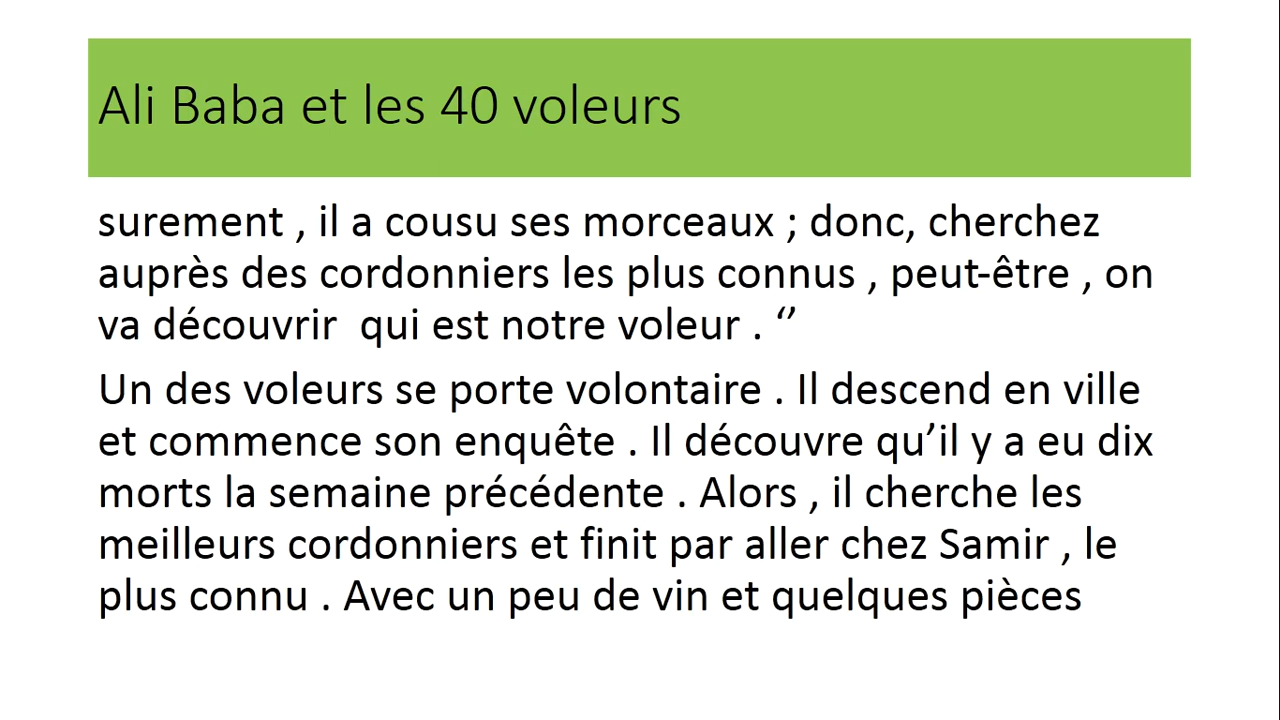 Ali Baba et les 40 voleurs
surement , il a cousu ses morceaux ; donc, cherchez
auprès des cordonniers les plus connus , peut-être , on
va découvrir  qui est notre voleur . ‘’
Un des voleurs se porte volontaire . Il descend en ville
et commence son enquête . Il découvre qu’il y a eu dix
morts la semaine précédente . Alors , il cherche les
meilleurs cordonniers et finit par aller chez Samir , le
plus connu . Avec un peu de vin et quelques pièces